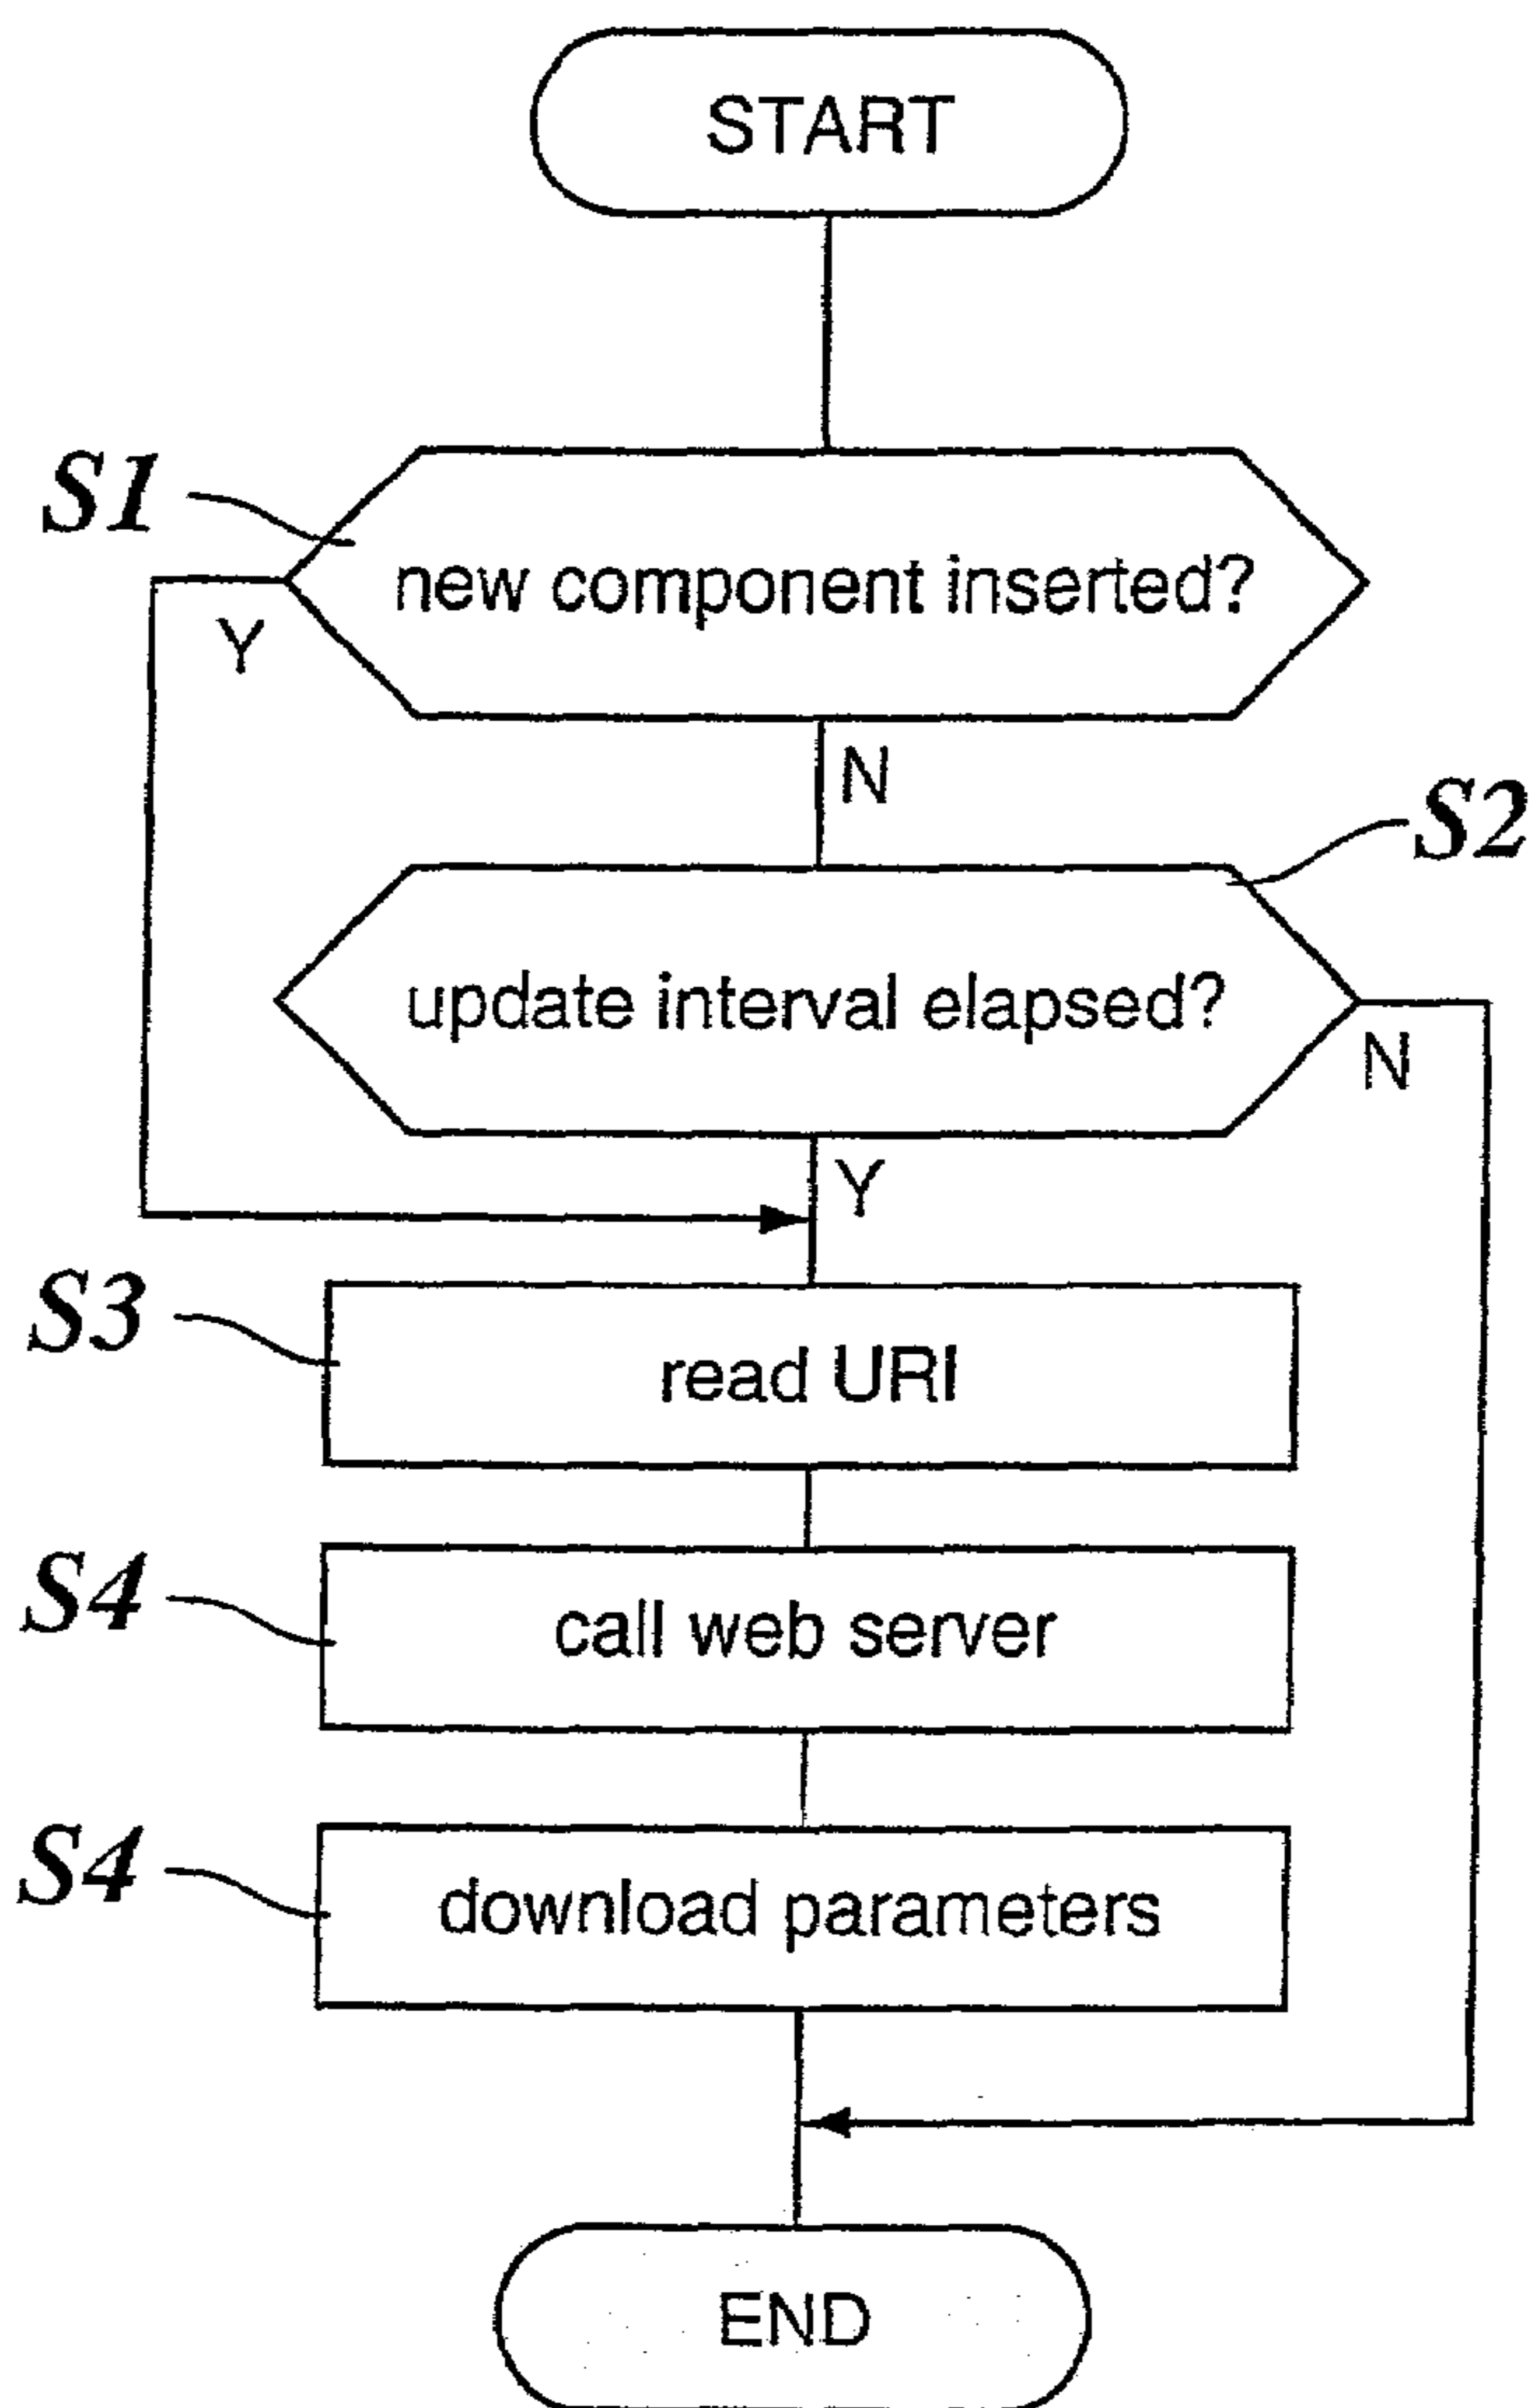 START
S1
new component inserted?
Y
N
S2
update interval elapsed?
N
Y
S3
read URI
S4
call web server
S4
download parameters
END